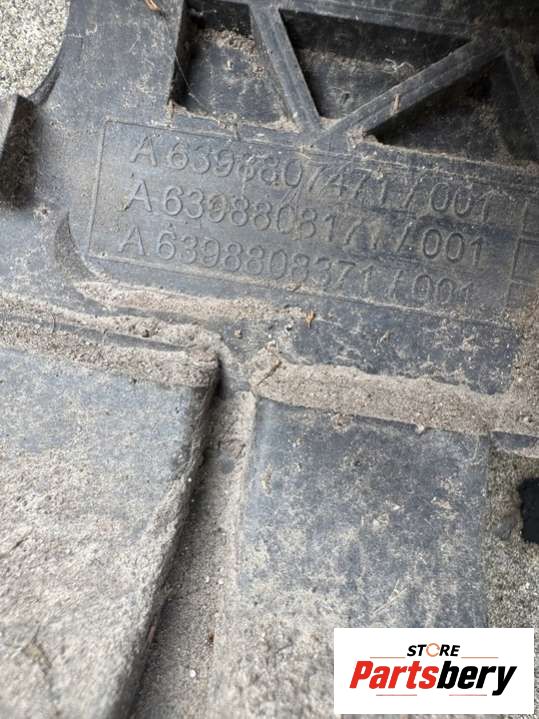 A 6398807471 / 001
A 6398808171 / 001
A 6398808371 / 001
STORE
Partsbery